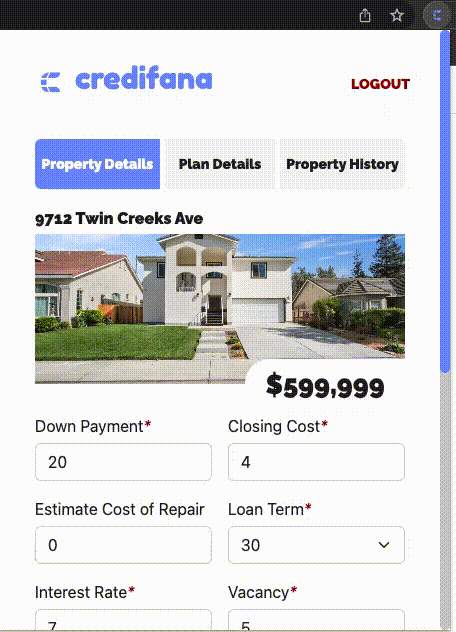 credifana
LOGOUT
Property Details
Plan Details
Property History
9712 Twin Creeks Ave
$599,999
Down Payment*
Closing Cost*
20
4
Estimate Cost of Repair
Loan Term*
0
30
Interest Rate*
Vacancy*
7
5